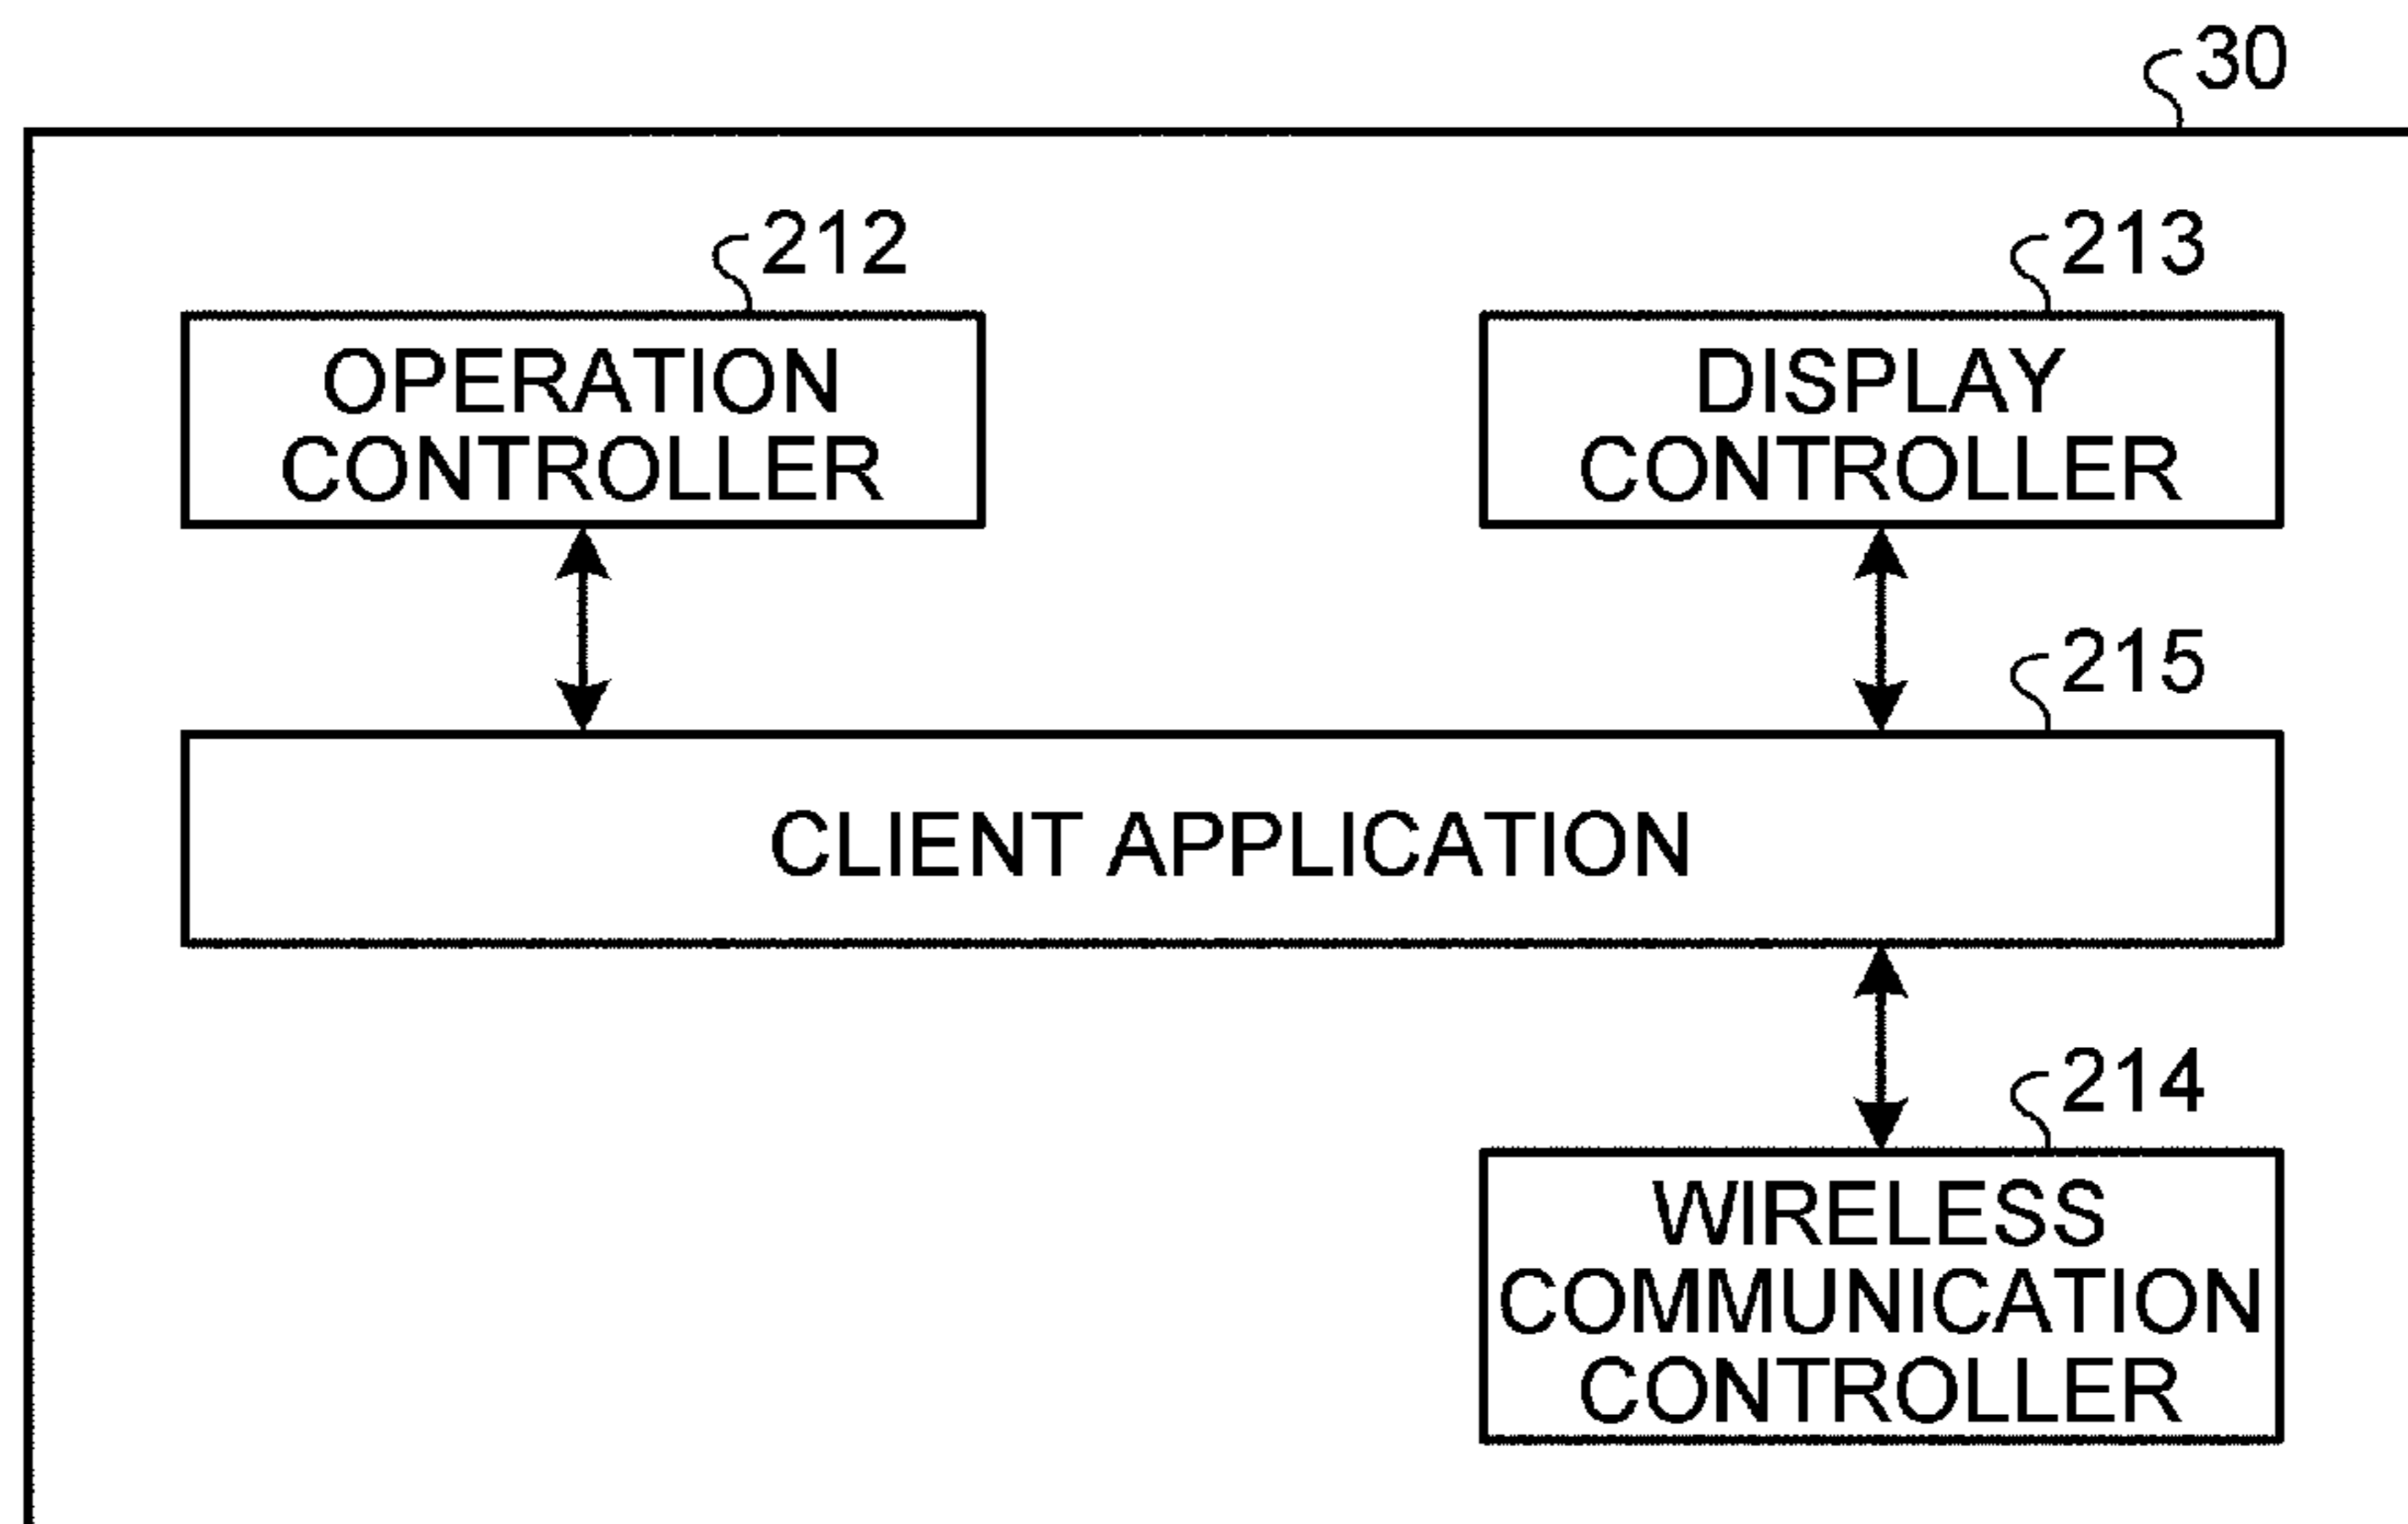 30
212
213
OPERATION
CONTROLLER
DISPLAY
CONTROLLER
215
CLIENT APPLICATION
214
WIRELESS
COMMUNICATION
CONTROLLER